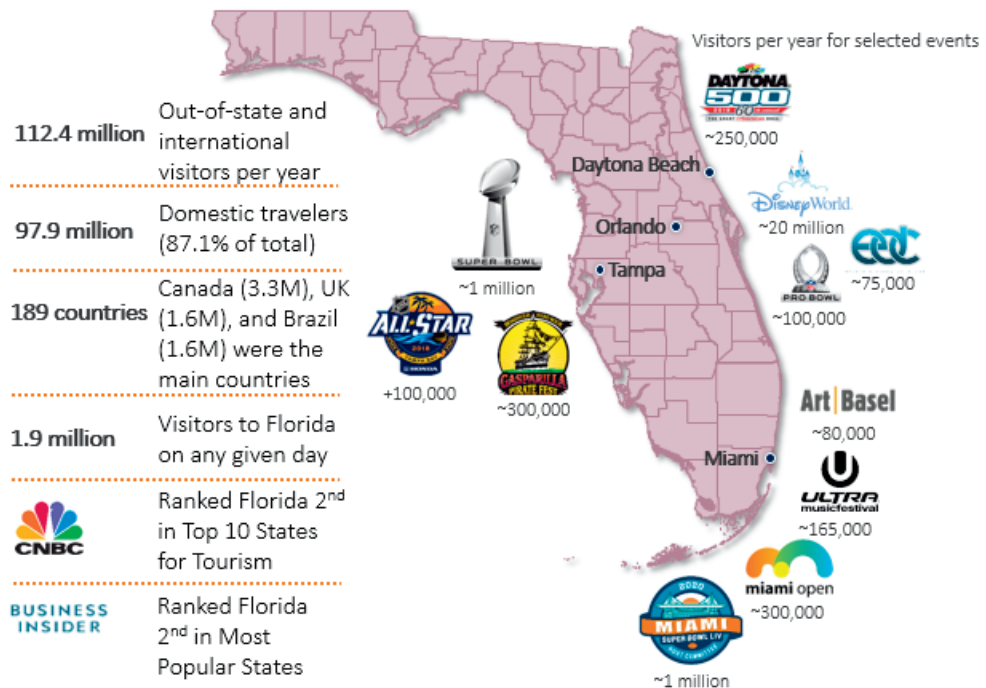 Visitors per year for selected events
112.4 million
Out-of-state and
international
visitors per year
97.9 million
Domestic travelers
(87.1% of total)
189 countries
Canada (3.3M), UK
(1.6M), and Brazil
(1.6M) were the
main countries
1.9 million
Visitors to Florida
on any given day
CNBC
Ranked Florida 2nd
in Top 10 States
for Tourism
BUSINESS
INSIDER
Ranked Florida
2nd in Most
Popular States
DAYTONA
500
~250,000
Daytona Beach
Disney World
~20 million
Orlando
edc
~75,000
PRO BOWL
~100,000
SUPER BOWL
~1 million
Tampa
NHL
ALL STAR
2018
HONDA
+100,000
GASPARILLA
PIRATE FEST
~300,000
Art Basel
~80,000
Miami
ULTRA
musicfestival
~165,000
miami open
~300,000
2020
MIAMI
SUPER BOWL LIV
HOST COMMITTEE
~1 million